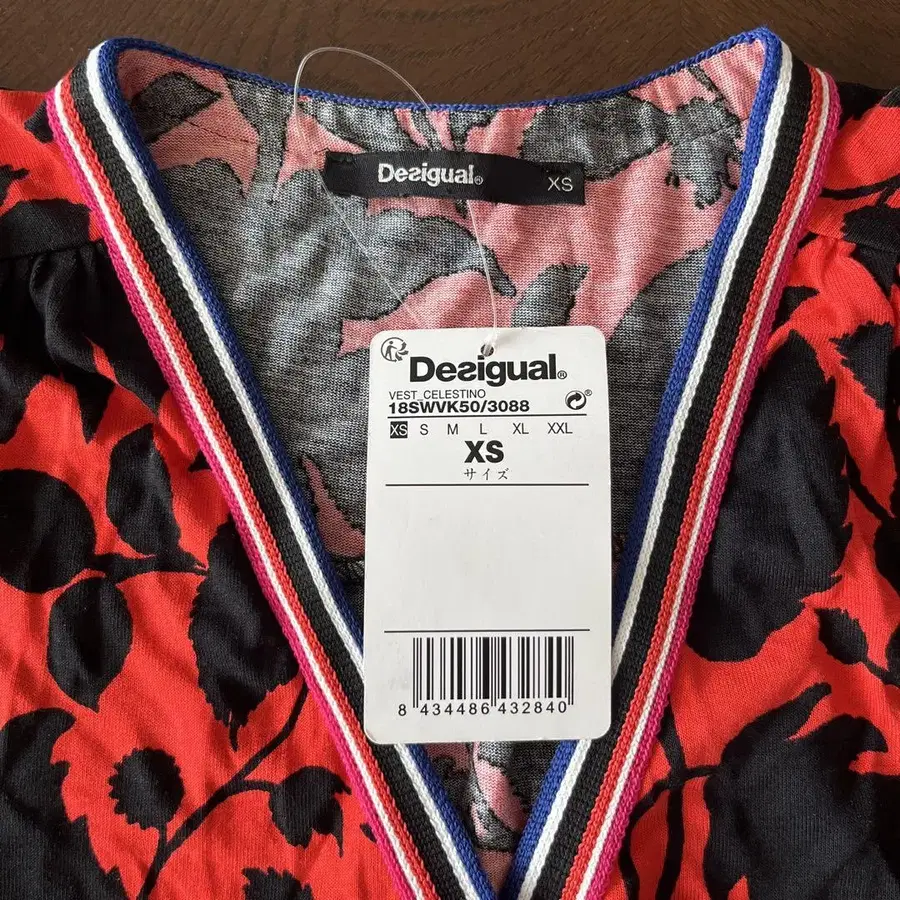 Desigual®
XS
Desigual®
VEST_CELESTINO
18SWVK50/3088
XS S M L XL XXL
XS
サイズ
8 434486 432840